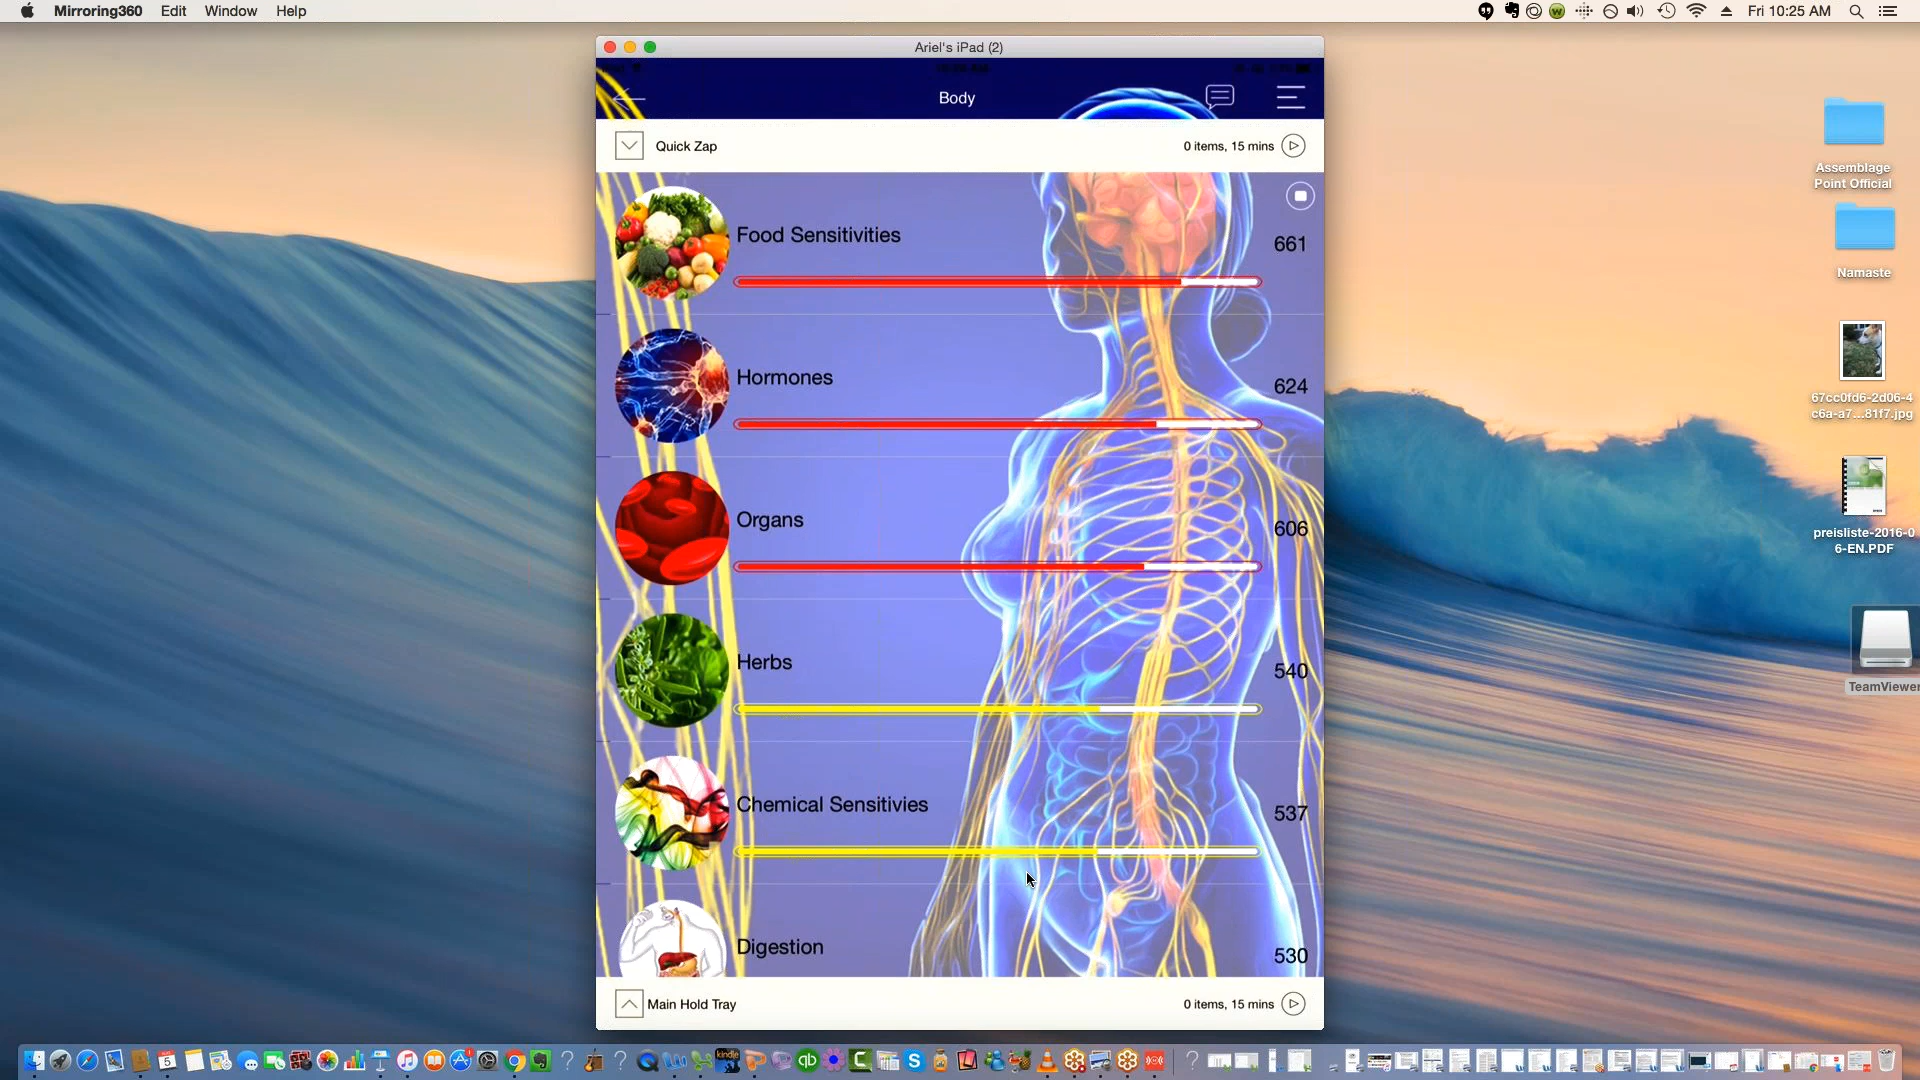 Mirroring360 Edit Window Help Fri 10:25 AM
Ariel's iPad (2)
Body
Quick Zap 0 items, 15 mins
Food Sensitivities 661
Hormones 624
Organs 606
Herbs 540
Chemical Sensitivies 537
Digestion 530
Main Hold Tray 0 items, 15 mins
Assemblage
Point Official
Namaste
67cc0fd6-2d06-4
c6a-a7...81f7.jpg
preisliste-2016-0
6-EN.PDF
TeamViewer